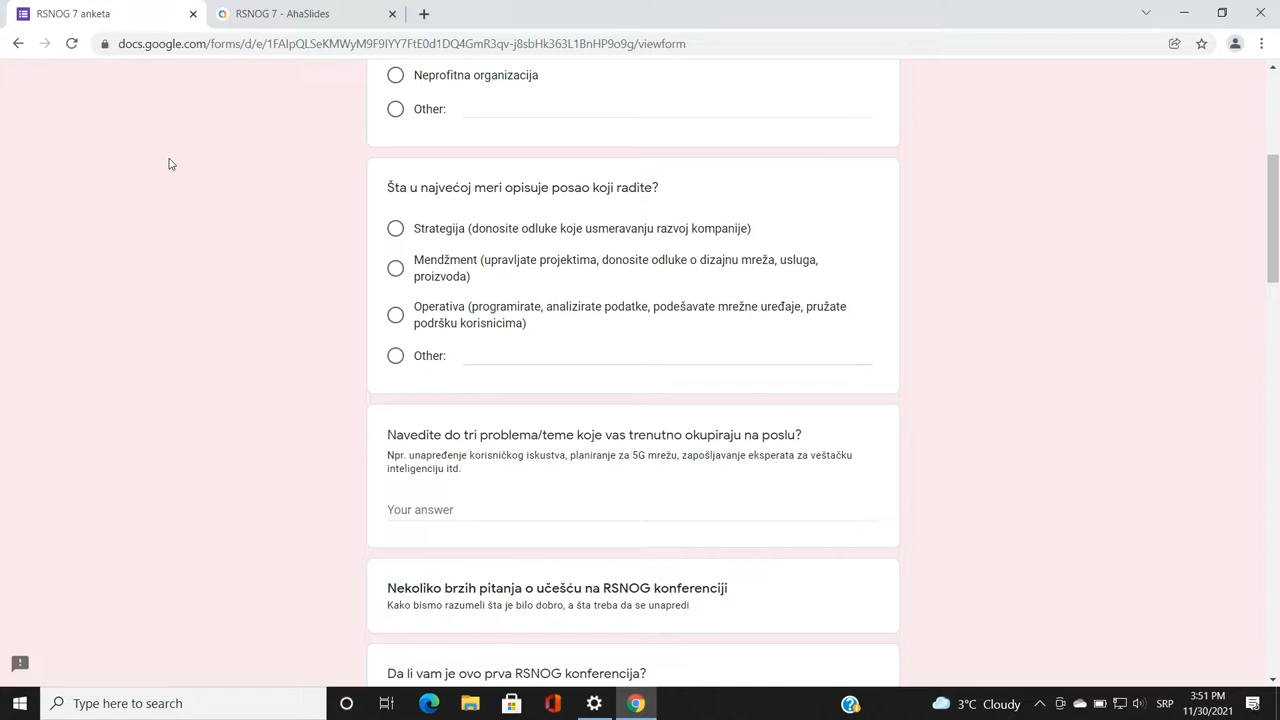 RSNOG 7 anketa
RSNOG 7 - AhaSlides
docs.google.com/forms/d/e/1FAIpQLSeKMWyM9F9IYY7FtE0d1DQ4GmR3qv-j8sbHk363L1BnHP9o9g/viewform
Neprofitna organizacija
Other:
Šta u najvećoj meri opisuje posao koji radite?
Strategija (donosite odluke koje usmeravanju razvoj kompanije)
Mendžment (upravljate projektima, donosite odluke o dizajnu mreža, usluga,
proizvoda)
Operativa (programirate, analizirate podatke, podešavate mrežne uređaje, pružate
podršku korisnicima)
Other:
Navedite do tri problema/teme koje vas trenutno okupiraju na poslu?
Npr. unapređenje korisničkog iskustva, planiranje za 5G mrežu, zapošljavanje eksperata za veštačku
inteligenciju itd.
Your answer
Nekoliko brzih pitanja o učešću na RSNOG konferenciji
Kako bismo razumeli šta je bilo dobro, a šta treba da se unapredi
Da li vam je ovo prva RSNOG konferencija?
Type here to search
3°C Cloudy
SRP
3:51 PM
11/30/2021